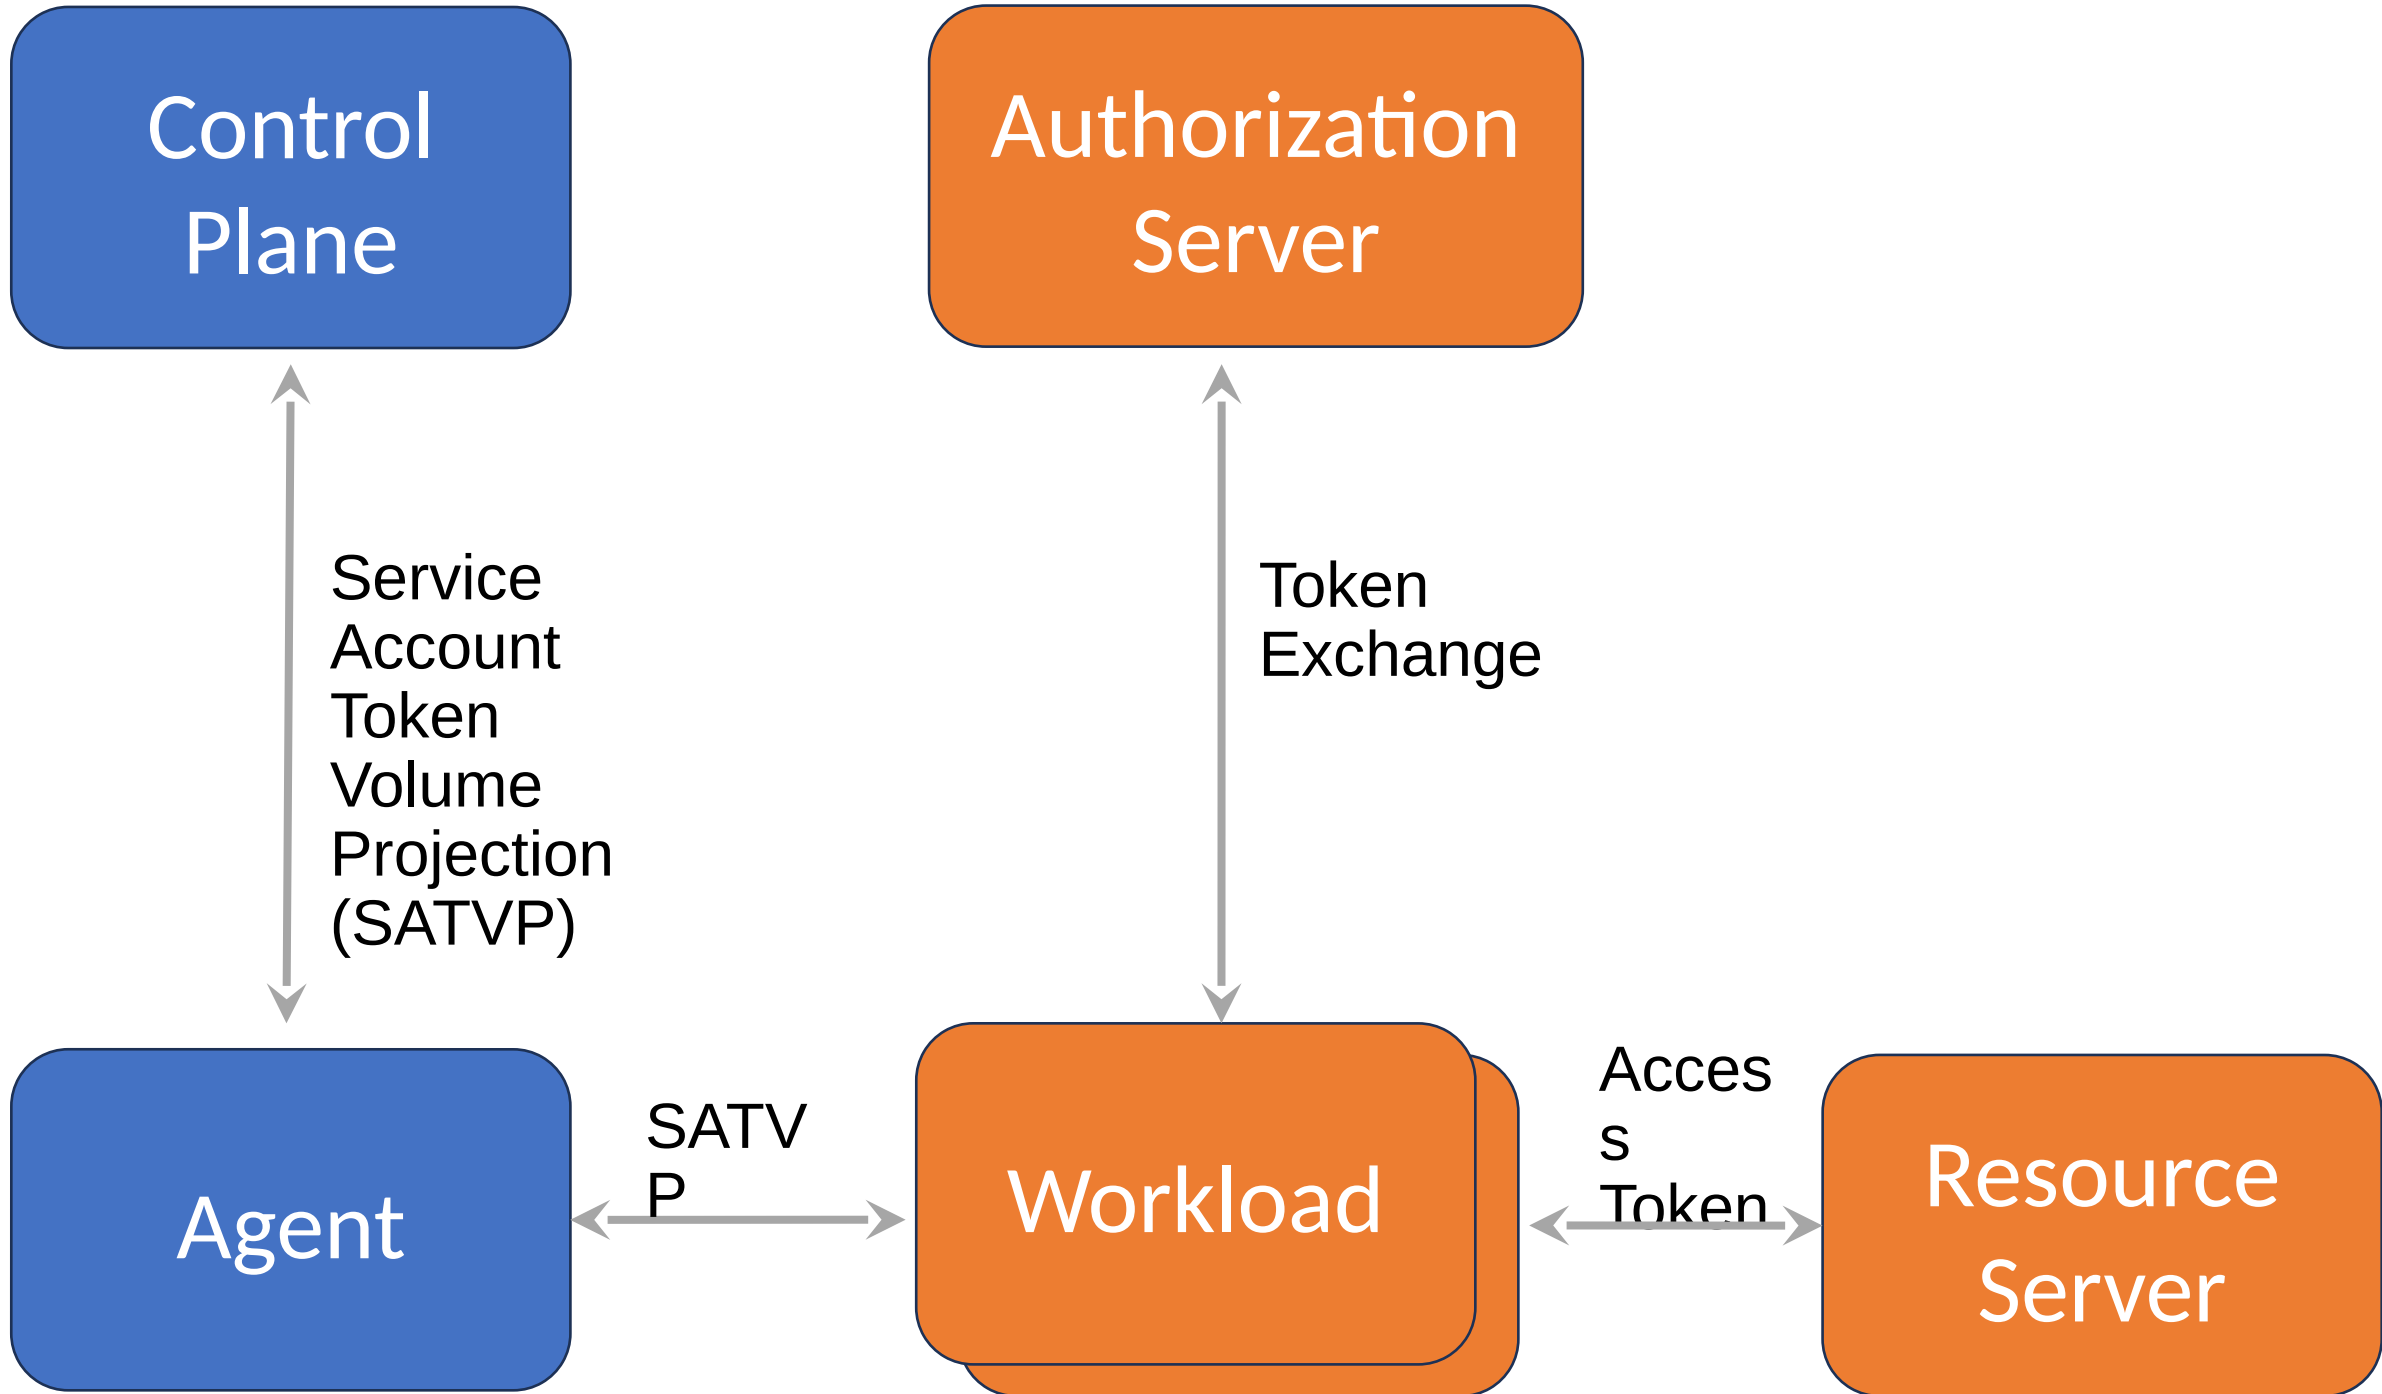 Control
Plane
Authorization
Server
Service
Account
Token
Volume
Projection
(SATVP)
Token
Exchange
Agent
SATV
P
Workload
Acces
s
Token
Resource
Server